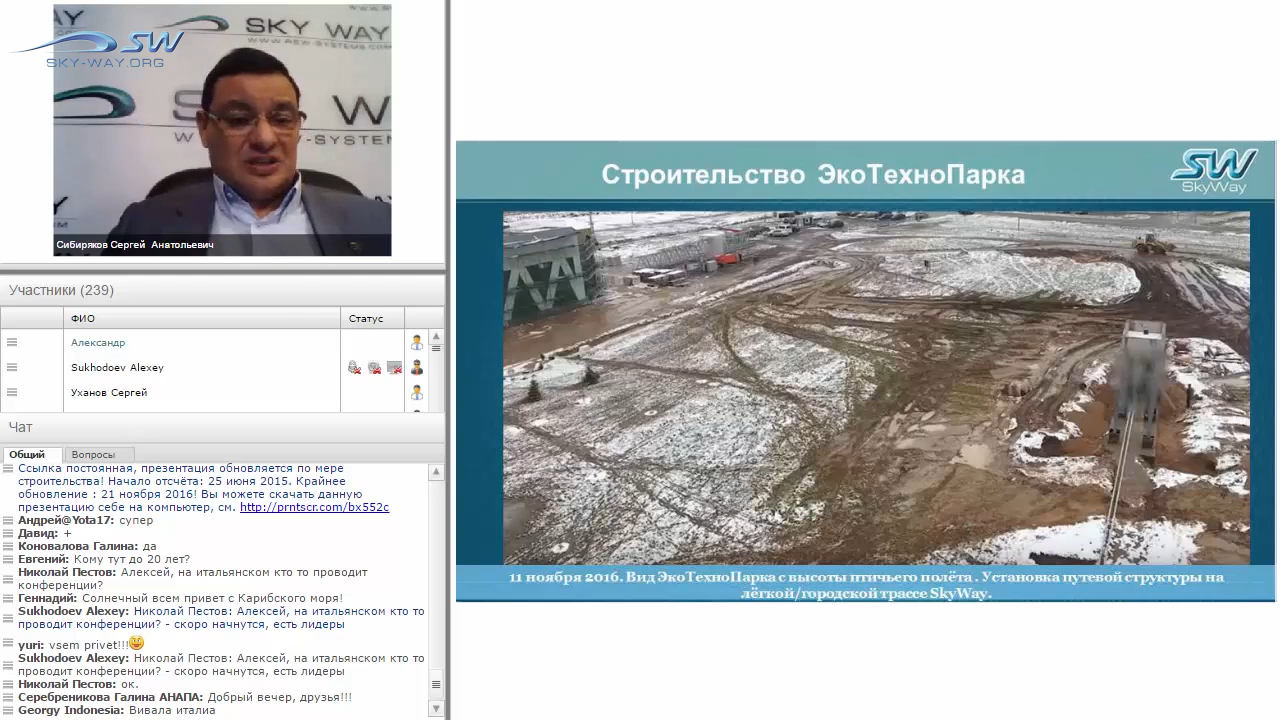 SKY WAY
SW
SKY-WAY.ORG
Сибиряков Сергей Анатольевич
Участники (239)
ФИО
Статус
Александр
Sukhodoev Alexey
Уханов Сергей
Чат
Общий
Вопросы
Ссылка постоянная, презентация обновляется по мере
строительства! Начало отсчёта: 25 июня 2015. Крайнее
обновление : 21 ноября 2016! Вы можете скачать данную
презентацию себе на компьютер, см. http://prntscr.com/bx552c
Андрей@Yota17: супер
Давид: +
Коновалова Галина: да
Евгений: Кому тут до 20 лет?
Николай Пестов: Алексей, на итальянском кто то проводит
конференции?
Геннадий: Солнечный всем привет с Карибского моря!
Sukhodoev Alexey: Николай Пестов: Алексей, на итальянском кто то
проводит конференции? - скоро начнутся, есть лидеры
yuri: vsem privet!!!
Sukhodoev Alexey: Николай Пестов: Алексей, на итальянском кто то
проводит конференции? - скоро начнутся, есть лидеры
Николай Пестов: ок.
Серебреникова Галина АНАПА: Добрый вечер, друзья!!!
Georgy Indonesia: Вивала италиа
Строительство ЭкоТехноПарка
SW
SkyWay
11 ноября 2016. Вид ЭкоТехноПарка с высоты птичьего полёта . Установка путевой структуры на
лёгкой/городской трассе SkyWay.